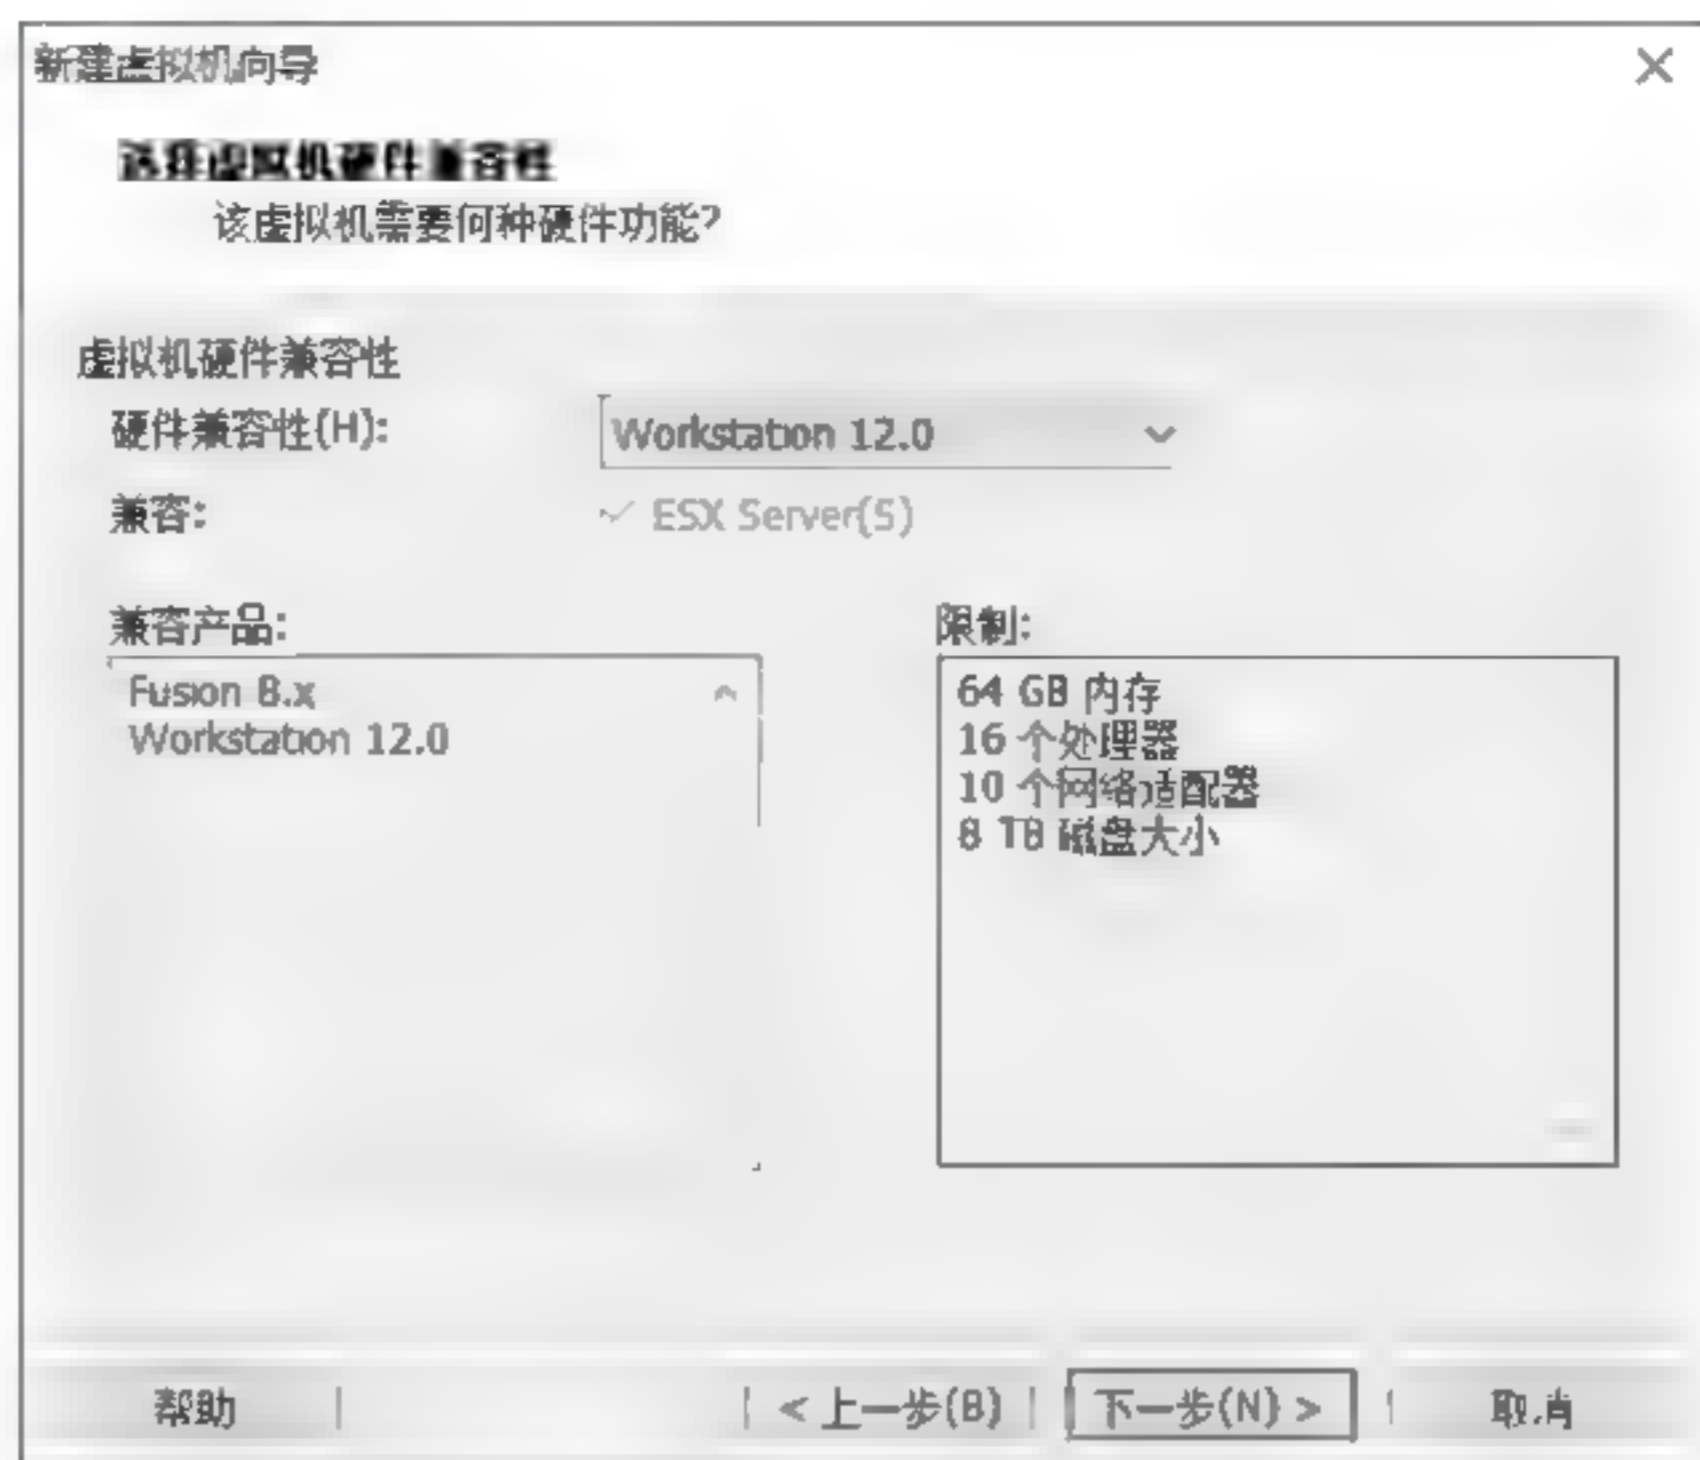 新建虚拟机向导
选择虚拟机硬件兼容性
该虚拟机需要何种硬件功能?
虚拟机硬件兼容性
硬件兼容性(H):
Workstation 12.0
兼容:
ESX Server(S)
兼容产品:
Fusion 8.x
Workstation 12.0
限制:
64 GB 内存
16 个处理器
10 个网络适配器
8 TB 磁盘大小
帮助
< 上一步(B)
下一步(N) >
取消